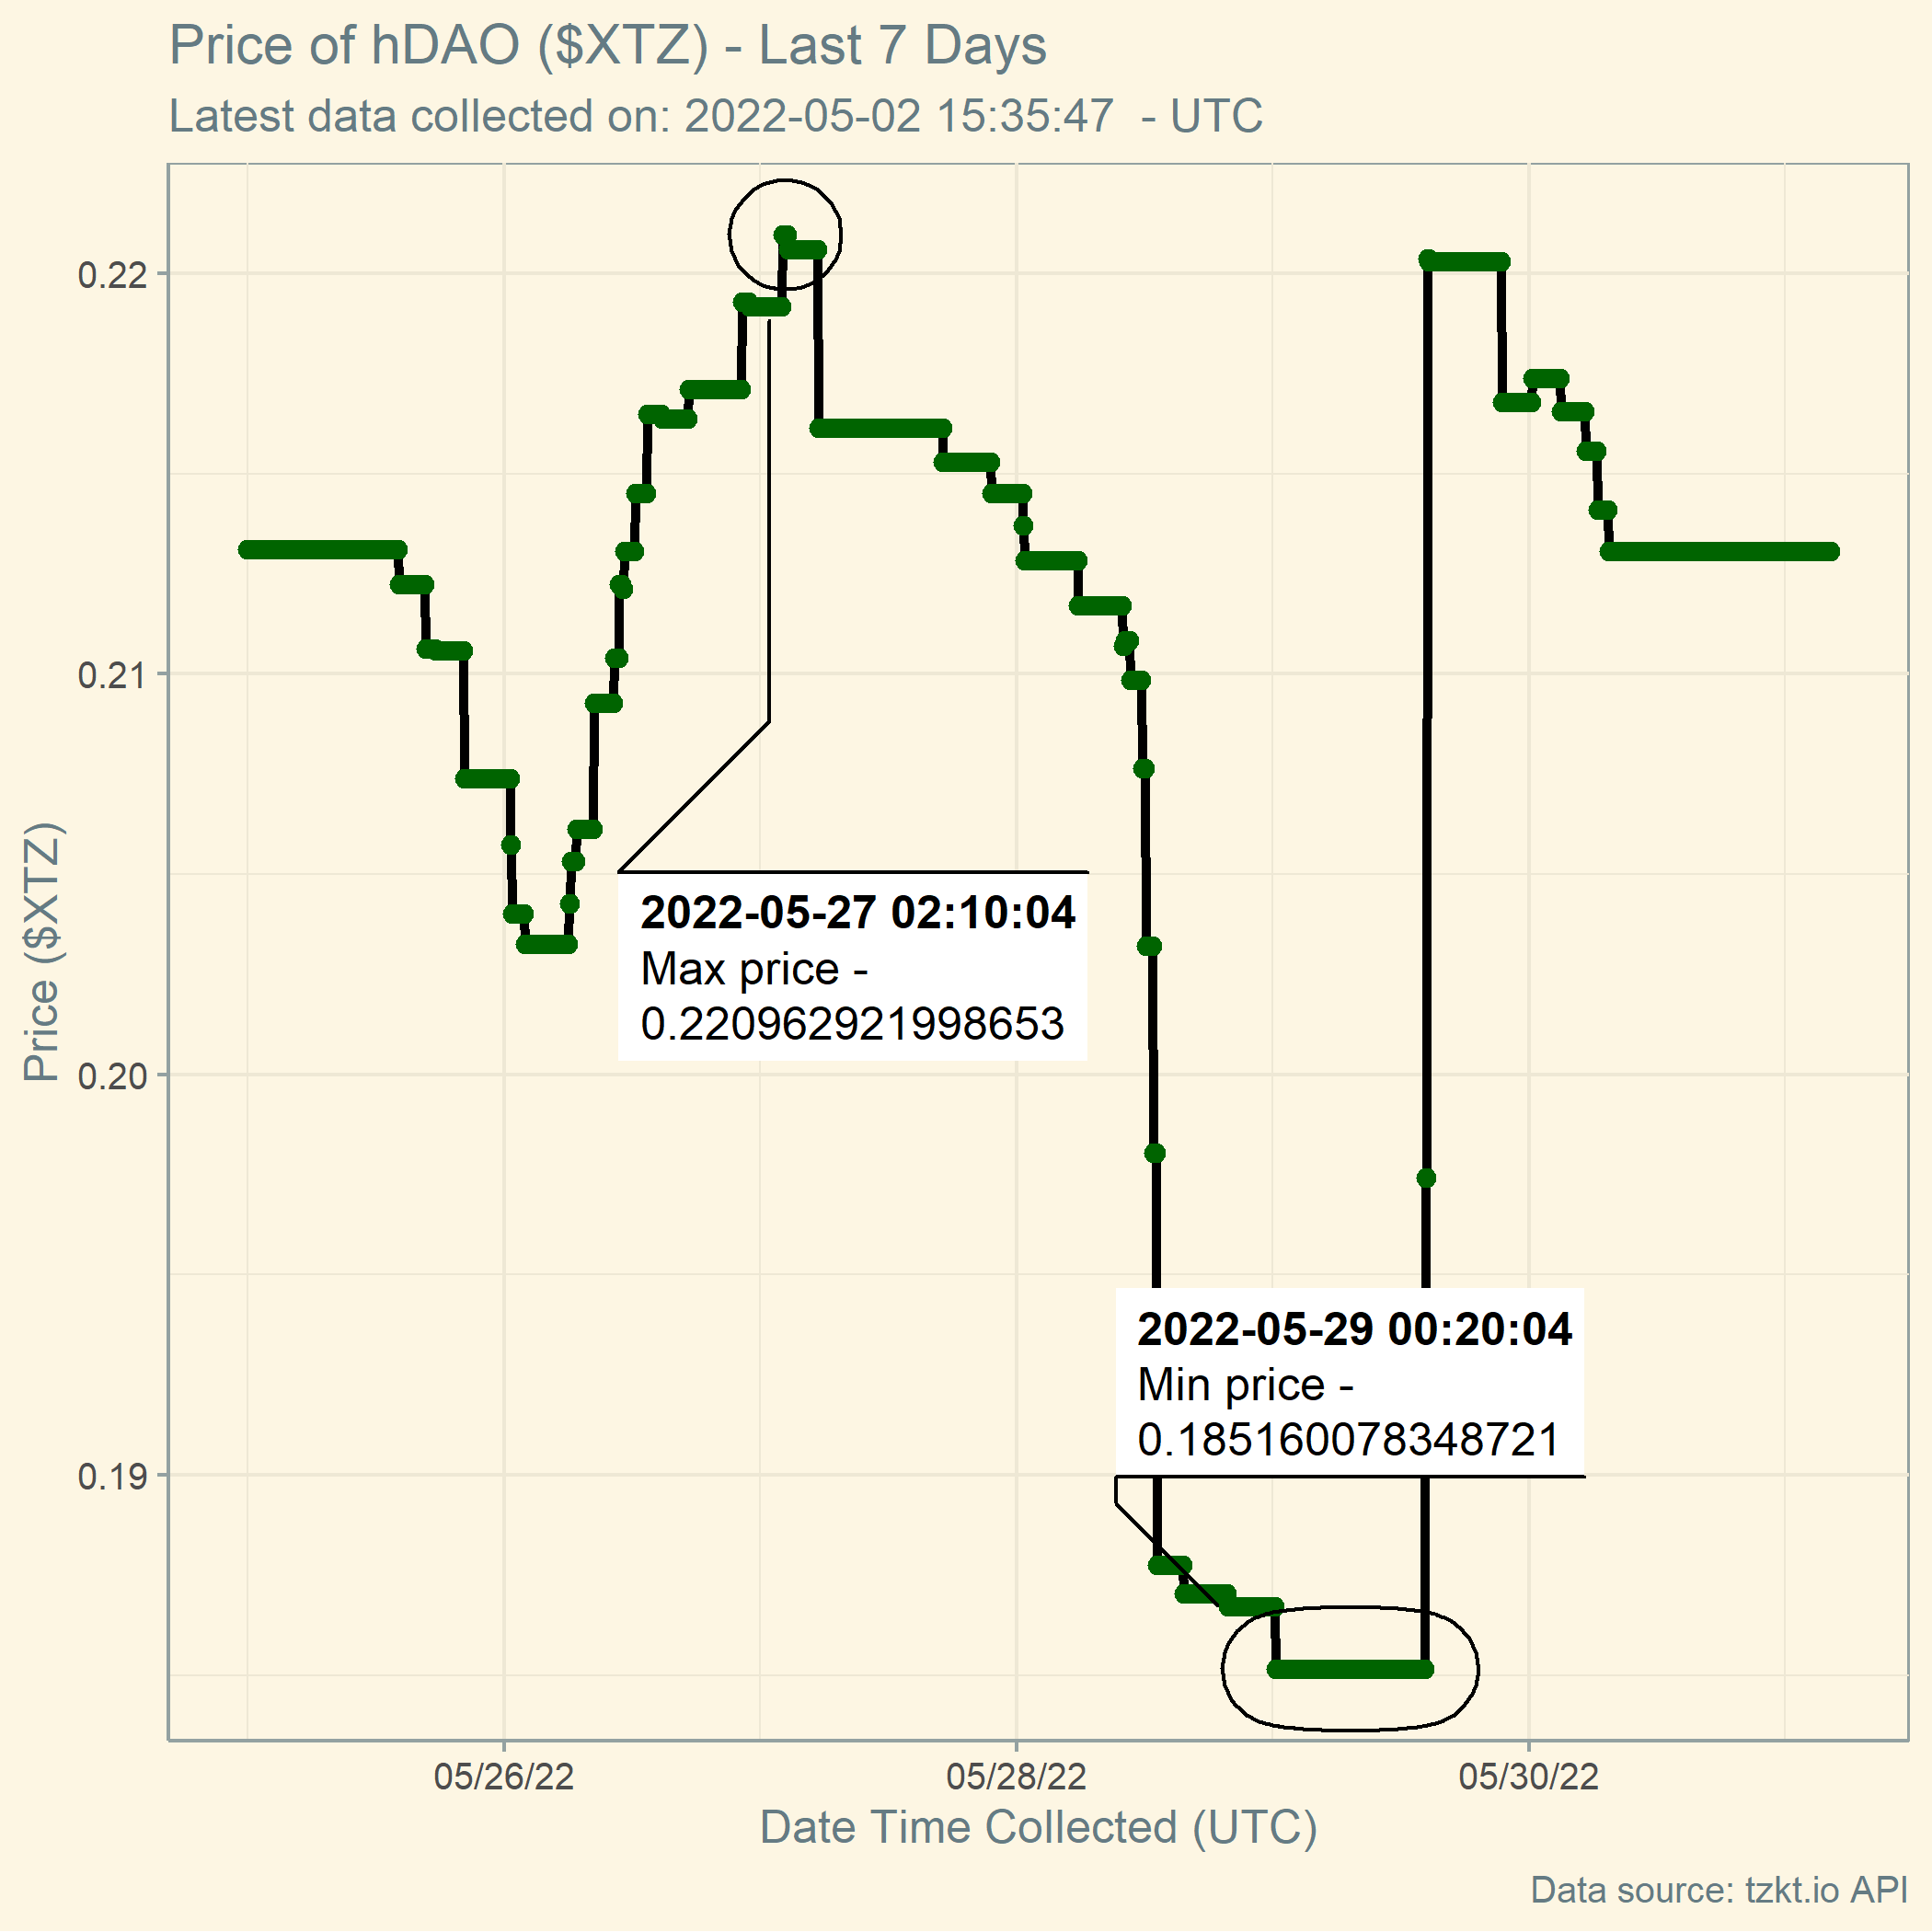 Price of hDAO ($XTZ) - Last 7 Days
Latest data collected on: 2022-05-02 15:35:47  - UTC
Price ($XTZ)
0.22
0.21
0.20
0.19
2022-05-27 02:10:04
Max price -
0.220962921998653
2022-05-29 00:20:04
Min price -
0.185160078348721
05/26/22
05/28/22
05/30/22
Date Time Collected (UTC)
Data source: tzkt.io API